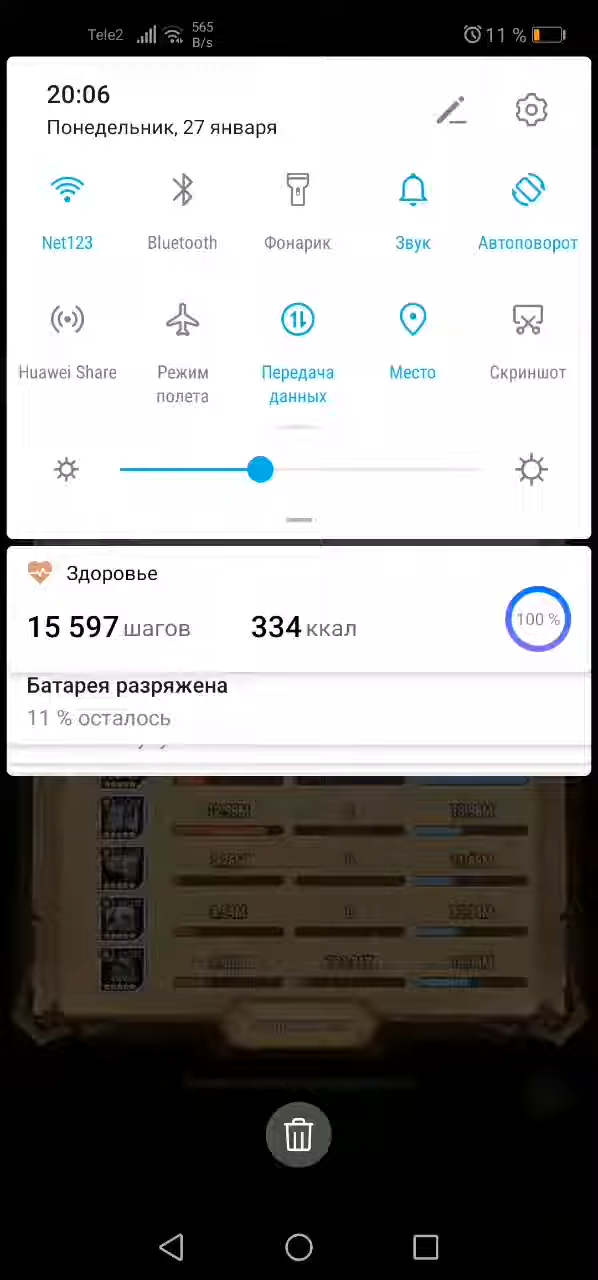 Tele2
565
B/s
11 %
20:06
Понедельник, 27 января
Net123
Bluetooth
Фонарик
Звук
Автоповорот
Huawei Share
Режим
полета
Передача
данных
Место
Скриншот
Здоровье
15 597 шагов
334 ккал
100 %
Батарея разряжена
11 % осталось